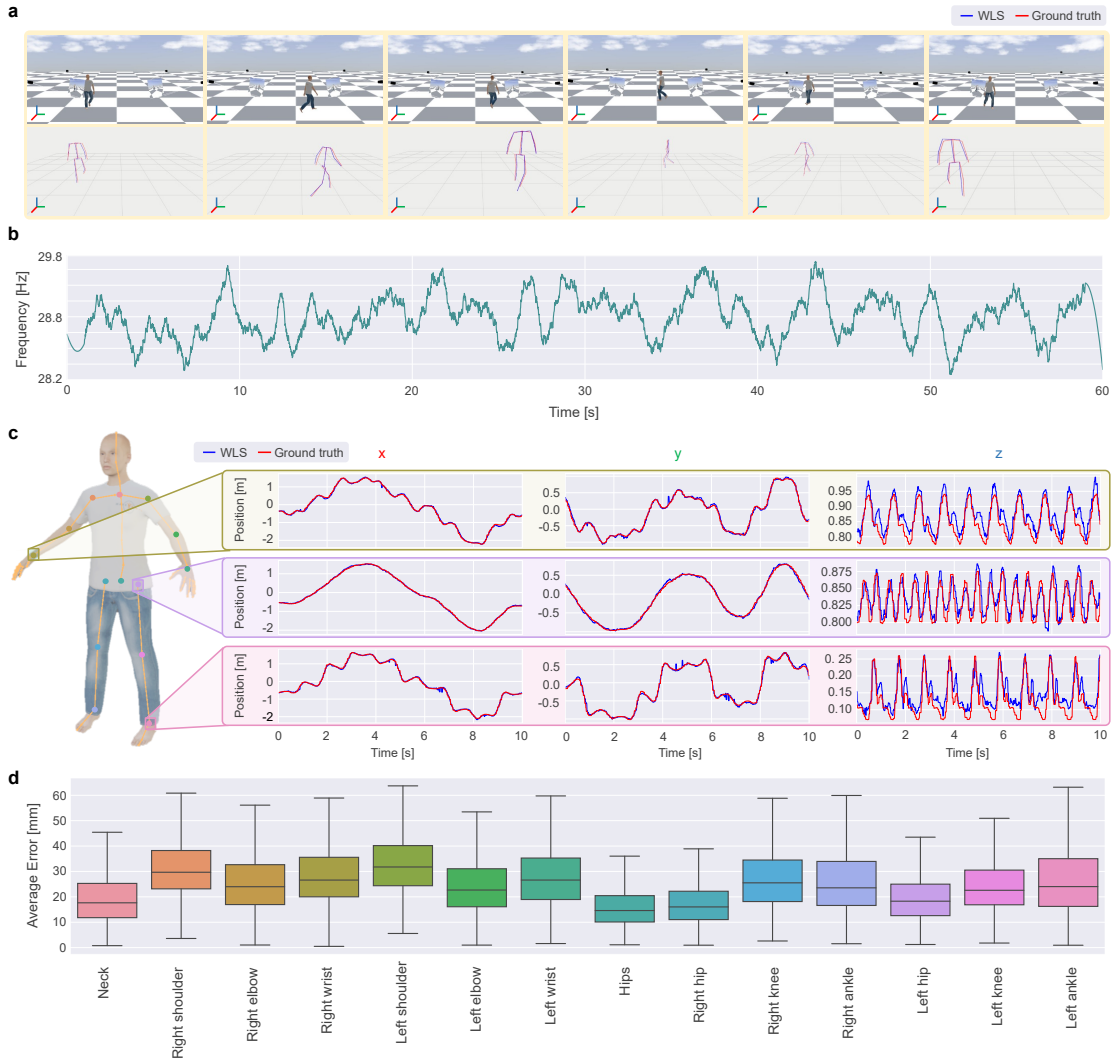 a
WLS Ground truth
b
29.8
28.8
28.2
Frequency [Hz]
0 10 20 30 40 50 60
Time [s]
c
WLS Ground truth
x y z
Position [m]
1
0
-1
-2
0.5
0.0
-0.5
0.95
0.90
0.85
0.80
1
0
-1
-2
0.5
0.0
-0.5
0.875
0.850
0.825
0.800
Position [m]
1
0
-1
-2
0.5
0.0
-0.5
0.25
0.20
0.15
0.10
0 2 4 6 8 10 0 2 4 6 8 10 0 2 4 6 8 10
Time [s] Time [s] Time [s]
d
Average Error [mm]
60
50
40
30
20
10
0
Neck
Right shoulder
Right elbow
Right wrist
Left shoulder
Left elbow
Left wrist
Hips
Right hip
Right knee
Right ankle
Left hip
Left knee
Left ankle